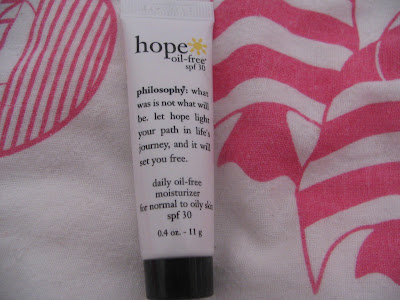 hope
oil-free
spf 30
philosophy: what
was is not what will
be. let hope light
your path in life's
journey, and it will
set you free.
daily oil-free
moisturizer
for normal to oily skin
spf 30
0.4 oz. - 11 g